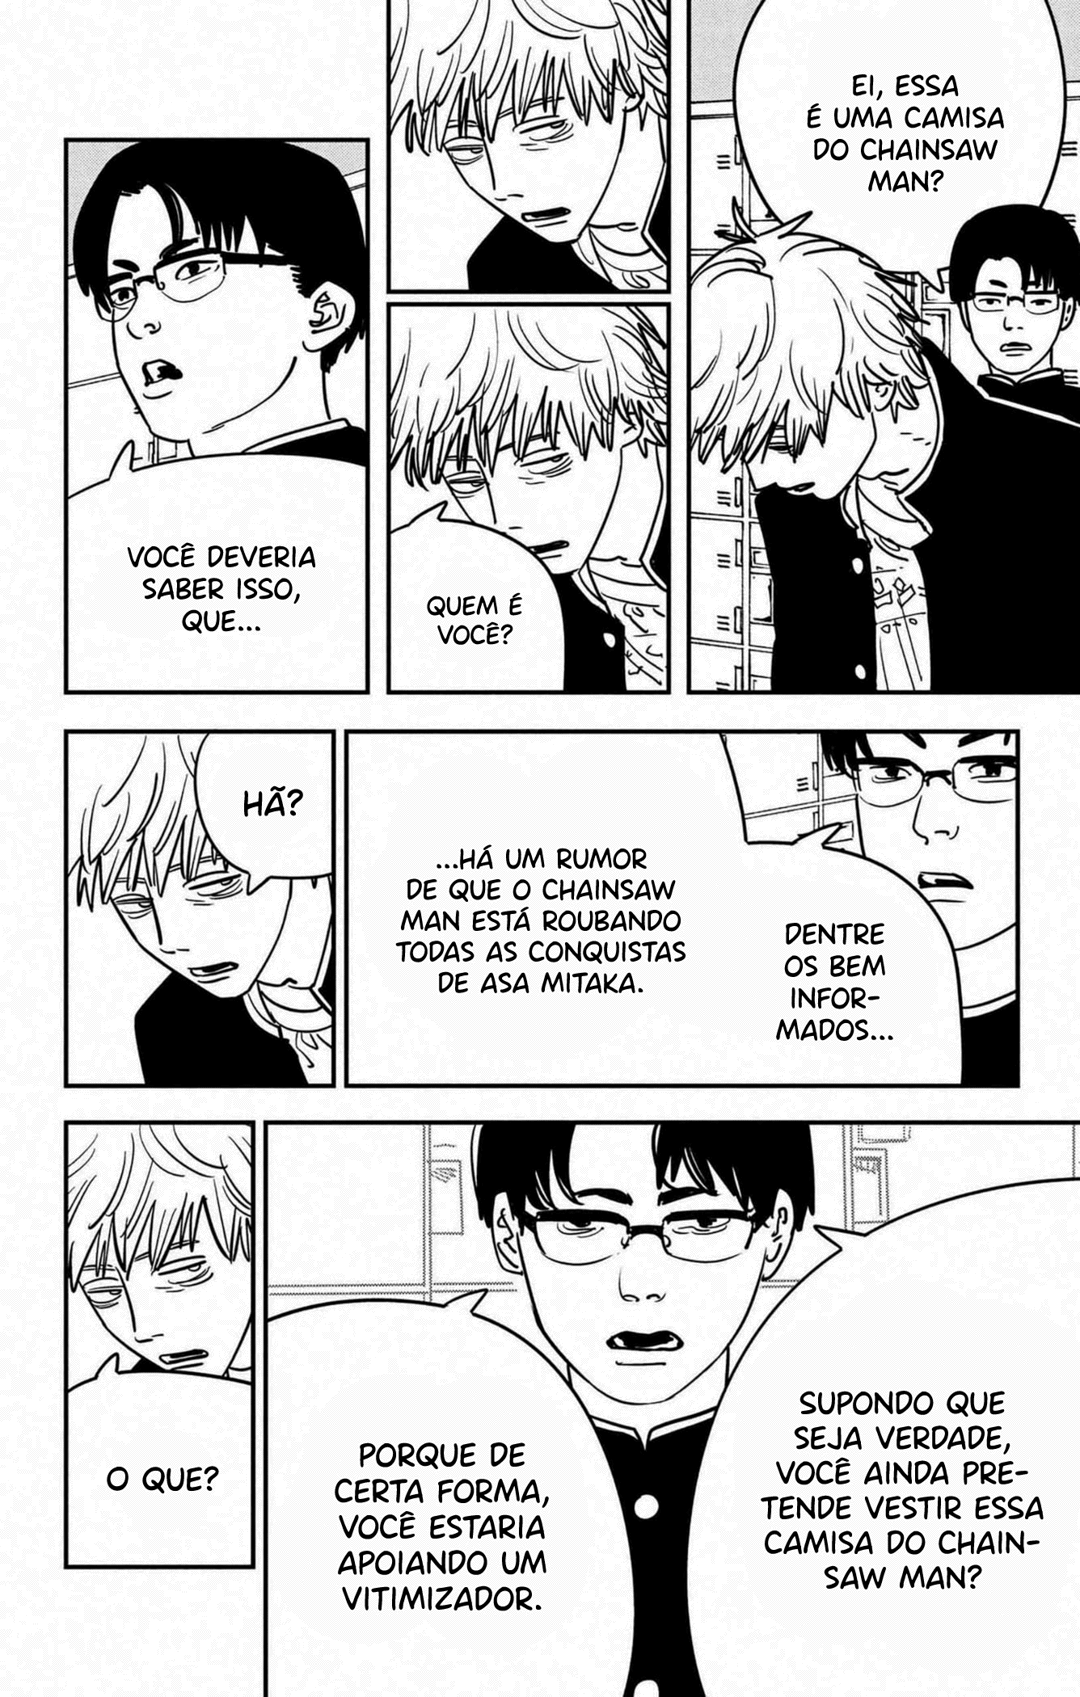 EI, ESSA
É UMA CAMISA
DO CHAINSAW
MAN?
QUEM É
VOCÊ?
VOCÊ DEVERIA
SABER ISSO,
QUE...
DENTRE
OS BEM
INFOR-
MADOS...
...HÁ UM RUMOR
DE QUE O CHAINSAW
MAN ESTÁ ROUBANDO
TODAS AS CONQUISTAS
DE ASA MITAKA.
HÃ?
SUPONDO QUE
SEJA VERDADE,
VOCÊ AINDA PRE-
TENDE VESTIR ESSA
CAMISA DO CHAIN-
SAW MAN?
PORQUE DE
CERTA FORMA,
VOCÊ ESTARIA
APOIANDO UM
VITIMIZADOR.
O QUE?